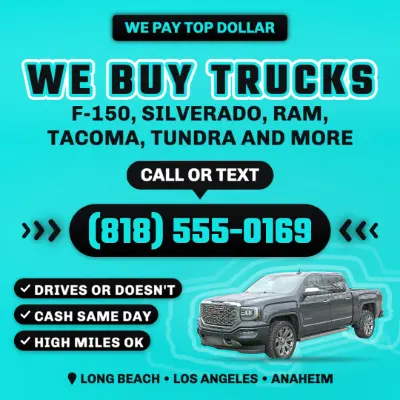 WE PAY TOP DOLLAR
WE BUY TRUCKS
F-150, SILVERADO, RAM,
TACOMA, TUNDRA AND MORE
CALL OR TEXT
(818) 555-0169
DRIVES OR DOESN'T
CASH SAME DAY
HIGH MILES OK
LONG BEACH • LOS ANGELES • ANAHEIM